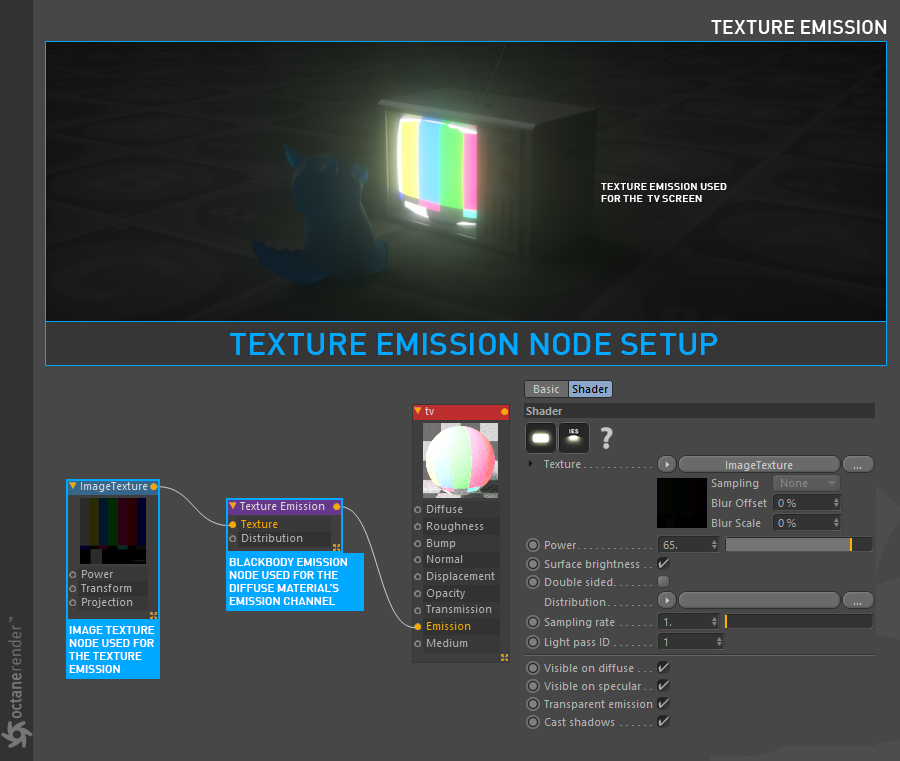 TEXTURE EMISSION
TEXTURE EMISSION USED
FOR THE TV SCREEN
TEXTURE EMISSION NODE SETUP
ImageTexture
Power
Transform
Projection
IMAGE TEXTURE
NODE USED FOR
THE TEXTURE
EMISSION
Texture Emission
Texture
Distribution
BLACKBODY EMISSION
NODE USED FOR THE
DIFFUSE MATERIAL'S
EMISSION CHANNEL
tv
Diffuse
Roughness
Bump
Normal
Displacement
Opacity
Transmission
Emission
Medium
Basic Shader
Shader
IES ?
Texture . . . . . . . . . . . . ImageTexture ...
Sampling None
Blur Offset 0 %
Blur Scale 0 %
Power. . . . . . . . . . . . . 65.
Surface brightness . .
Double sided. . . . . . .
Distribution. . . . . . . . ...
Sampling rate . . . . . . 1.
Light pass ID . . . . . . . 1
Visible on diffuse . . .
Visible on specular . .
Transparent emission
Cast shadows . . . . . .
octanerender™